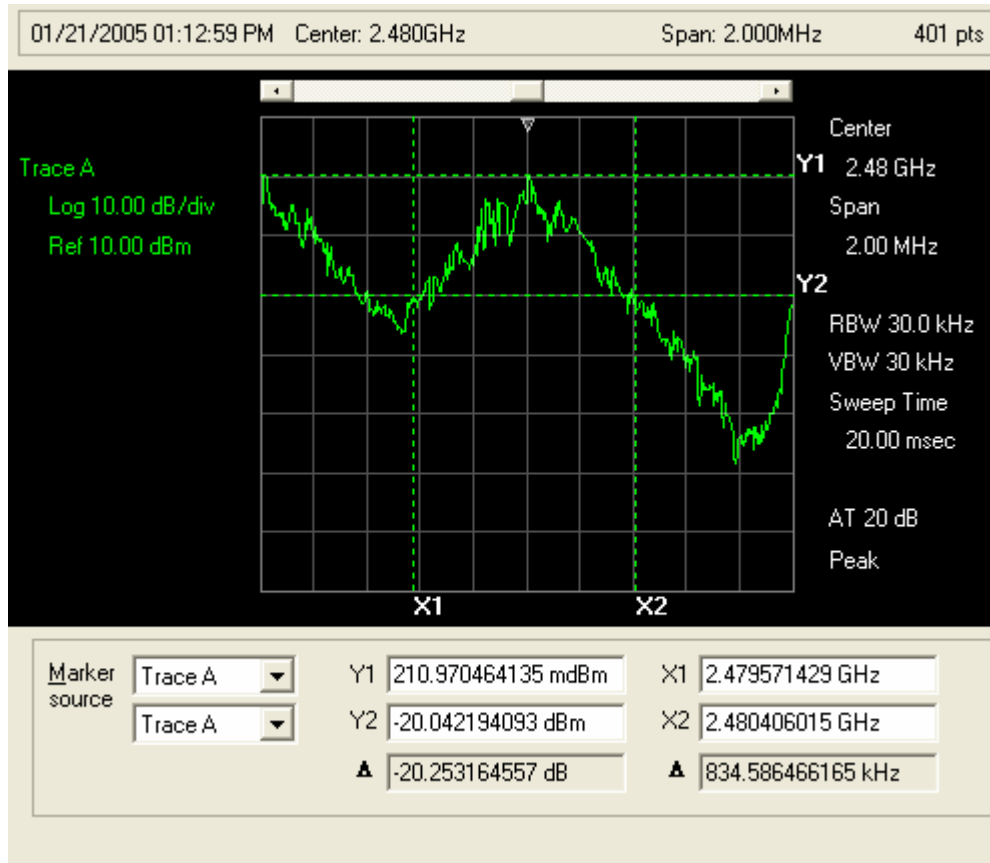 01/21/2005 01:12:59 PM Center: 2.480GHz Span: 2.000MHz 401 pts
Trace A
Log 10.00 dB/div
Ref 10.00 dBm
Y1
Y2
X1 X2
Center
2.48 GHz
Span
2.00 MHz
RBW 30.0 kHz
VBW 30 kHz
Sweep Time
20.00 msec
AT 20 dB
Peak
Marker source
Trace A
Trace A
Y1 210.970464135 mdBm X1 2.479571429 GHz
Y2 -20.042194093 dBm X2 2.480406015 GHz
Δ -20.253164557 dB Δ 834.586466165 kHz